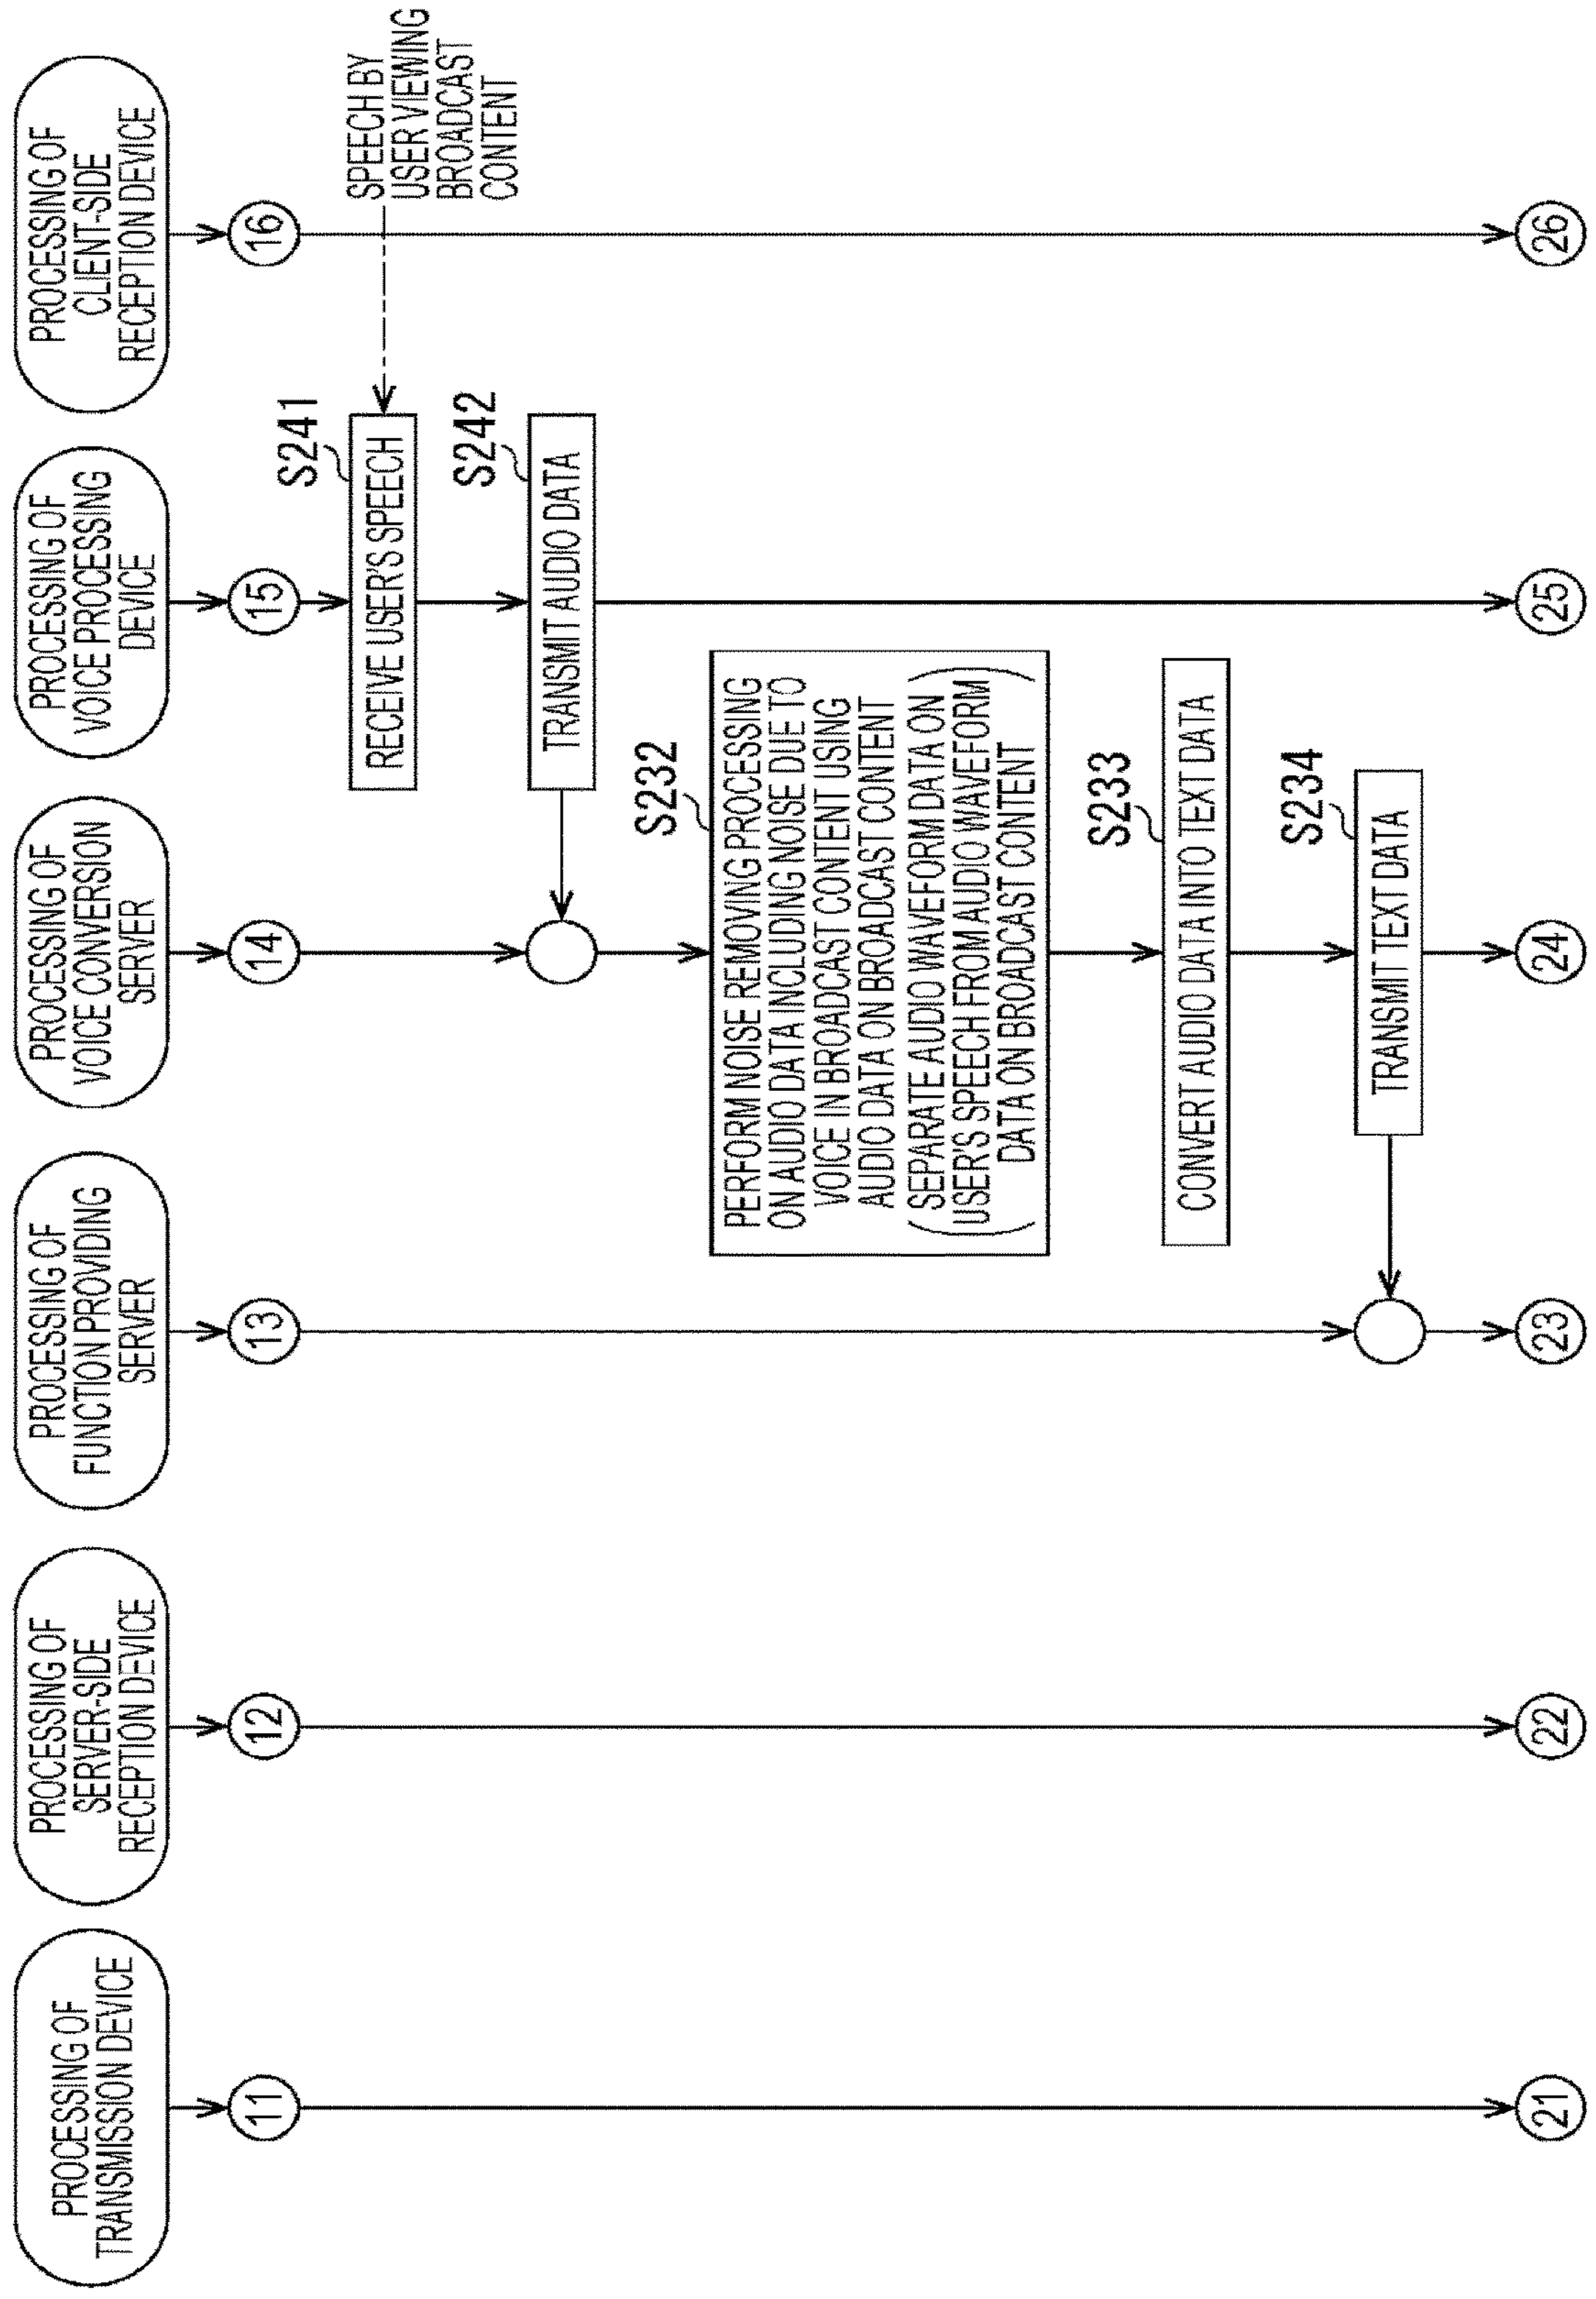 PROCESSING OF
TRANSMISSION DEVICE
PROCESSING OF
SERVER-SIDE
RECEPTION DEVICE
PROCESSING OF
FUNCTION PROVIDING
SERVER
PROCESSING OF
VOICE CONVERSION
SERVER
PROCESSING OF
VOICE PROCESSING
DEVICE
PROCESSING OF
CLIENT-SIDE
RECEPTION DEVICE
11
12
13
14
15
16
S241
RECEIVE USER'S SPEECH
SPEECH BY
USER VIEWING
BROADCAST
CONTENT
S242
TRANSMIT AUDIO DATA
S232
PERFORM NOISE REMOVING PROCESSING
ON AUDIO DATA INCLUDING NOISE DUE TO
VOICE IN BROADCAST CONTENT USING
AUDIO DATA ON BROADCAST CONTENT
(SEPARATE AUDIO WAVEFORM DATA ON
USER'S SPEECH FROM AUDIO WAVEFORM
DATA ON BROADCAST CONTENT)
S233
CONVERT AUDIO DATA INTO TEXT DATA
S234
TRANSMIT TEXT DATA
21
22
23
24
25
26